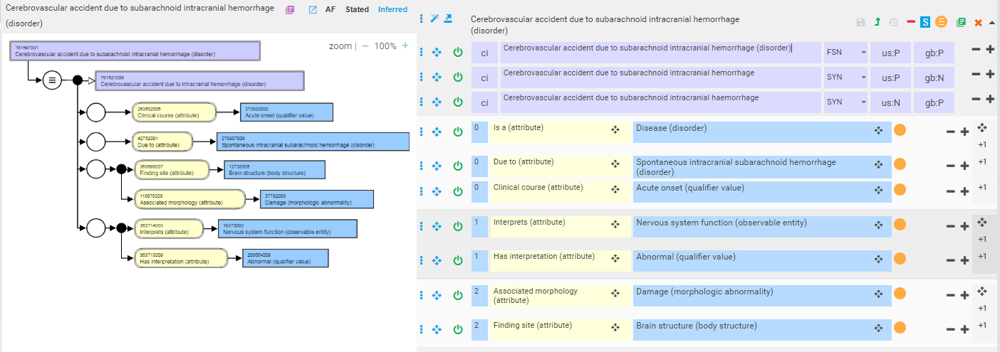 Cerebrovascular accident due to subarachnoid intracranial hemorrhage
(disorder)
AF Stated Inferred
zoom | − 100% +
781597001
Cerebrovascular accident due to subarachnoid intracranial hemorrhage (disorder)
781521009
Cerebrovascular accident due to intracranial hemorrhage (disorder)
263502005
Clinical course (attribute)
373933003
Acute onset (qualifier value)
42752001
Due to (attribute)
270907008
Spontaneous intracranial subarachnoid hemorrhage (disorder)
363698007
Finding site (attribute)
12738006
Brain structure (body structure)
116676008
Associated morphology (attribute)
37782003
Damage (morphologic abnormality)
363714003
Interprets (attribute)
18373002
Nervous system function (observable entity)
363713009
Has interpretation (attribute)
263654008
Abnormal (qualifier value)
Cerebrovascular accident due to subarachnoid intracranial hemorrhage
(disorder)
S
ci Cerebrovascular accident due to subarachnoid intracranial hemorrhage (disorder) FSN us:P gb:P
ci Cerebrovascular accident due to subarachnoid intracranial hemorrhage SYN us:P gb:N
ci Cerebrovascular accident due to subarachnoid intracranial haemorrhage SYN us:N gb:P
0 Is a (attribute) Disease (disorder)
+1
0 Due to (attribute) Spontaneous intracranial subarachnoid hemorrhage +1
(disorder)
0 Clinical course (attribute) Acute onset (qualifier value) +1
1 Interprets (attribute) Nervous system function (observable entity)
+1
1 Has interpretation (attribute) Abnormal (qualifier value) +1
2 Associated morphology Damage (morphologic abnormality)
(attribute)
+1
2 Finding site (attribute) Brain structure (body structure) +1